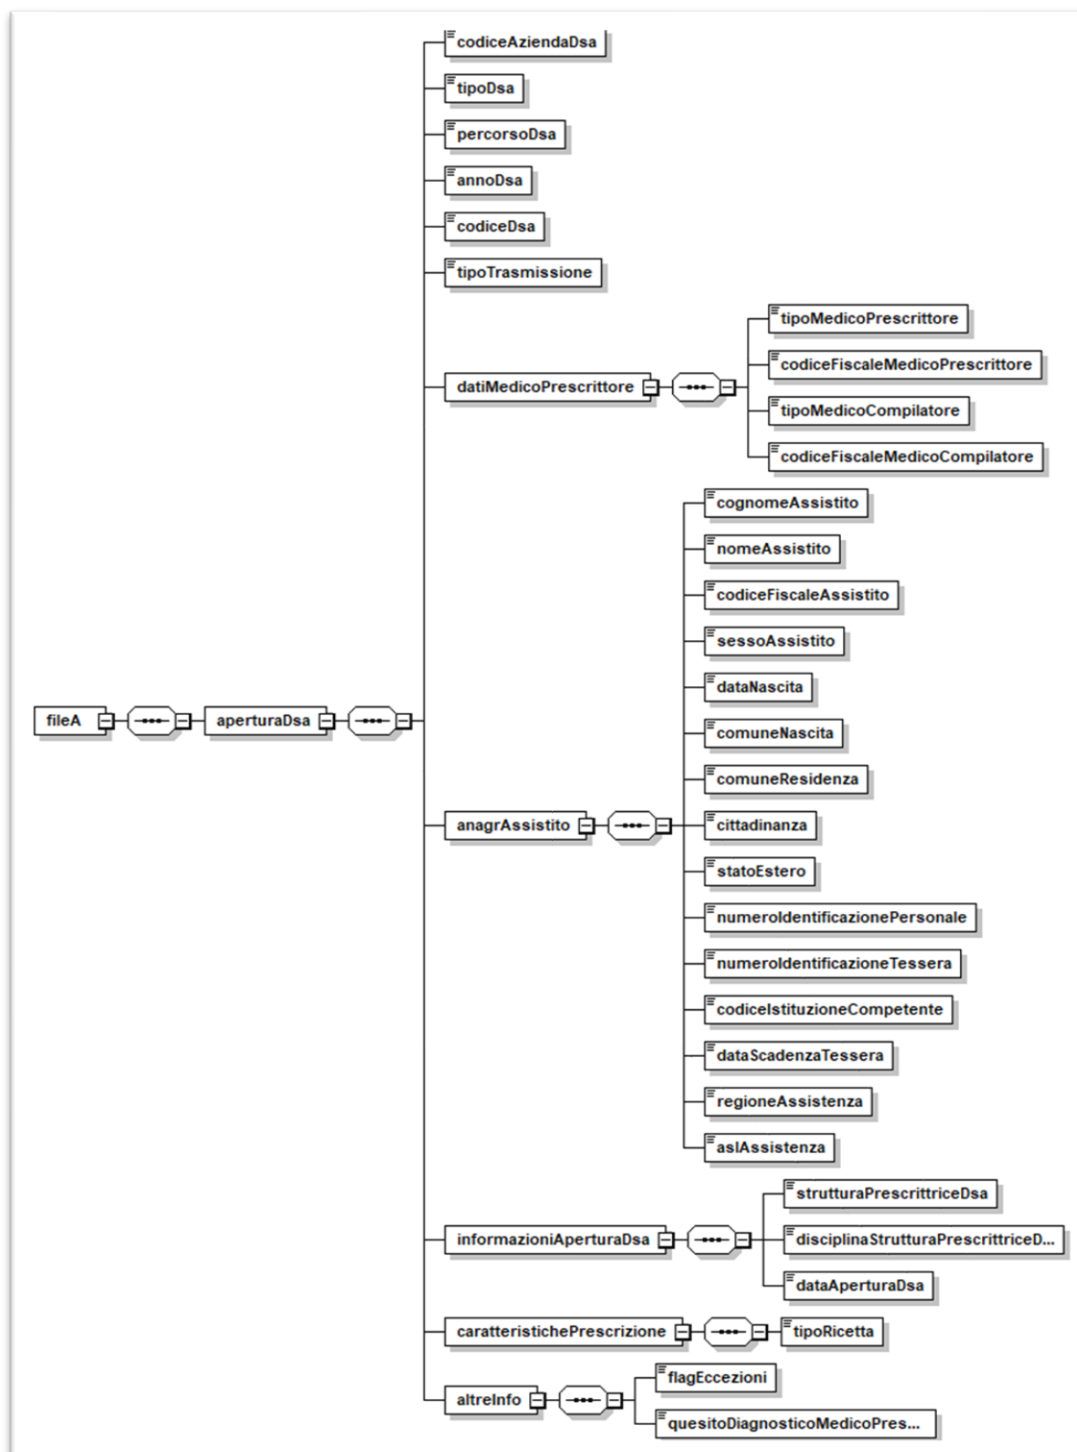 codiceAziendaDsa
tipoDsa
percorsoDsa
annoDsa
codiceDsa
tipoTrasmissione
datiMedicoPrescrittore
tipoMedicoPrescrittore
codiceFiscaleMedicoPrescrittore
tipoMedicoCompilatore
codiceFiscaleMedicoCompilatore
fileA
aperturaDsa
anagrAssistito
cognomeAssistito
nomeAssistito
codiceFiscaleAssistito
sessoAssistito
dataNascita
comuneNascita
comuneResidenza
cittadinanza
statoEstero
numeroIdentificazionePersonale
numeroIdentificazioneTessera
codiceIstituzioneCompetente
dataScadenzaTessera
regioneAssistenza
aslAssistenza
informazioniAperturaDsa
strutturaPrescrittriceDsa
disciplinaStrutturaPrescrittriceD...
dataAperturaDsa
caratteristichePrescrizione
tipoRicetta
altreInfo
flagEccezioni
quesitoDiagnosticoMedicoPres...